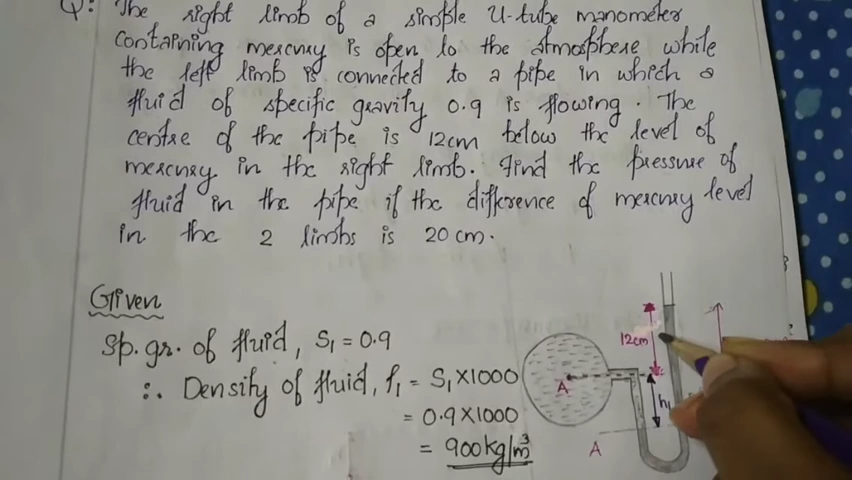 Q: The right limb of a simple U-tube manometer
containing mercury is open to the atmosphere while
the left limb is connected to a pipe in which a
fluid of specific gravity 0.9 is flowing. The
centre of the pipe is 12cm below the level of
mercury in the right limb. Find the pressure of
fluid in the pipe if the difference of mercury level
in the 2 limbs is 20 cm.
Given
Sp. gr. of fluid, S₁ = 0.9
∴ Density of fluid, ρ₁ = S₁ X1000
= 0.9 X1000
= 900 kg/m³
12cm
A
h₁
A